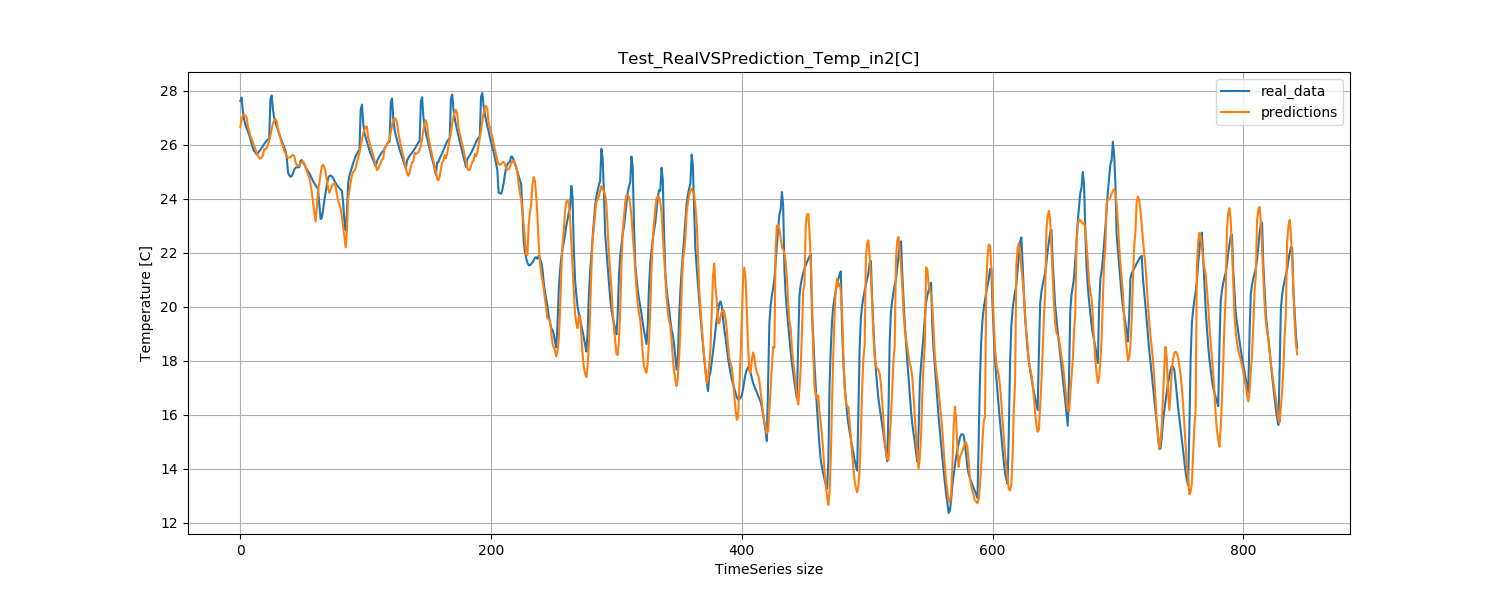 Test_RealVSPrediction_Temp_in2[C]
real_data
predictions
28
26
24
22
20
18
16
14
12
Temperature [C]
0
200
400
600
800
TimeSeries size